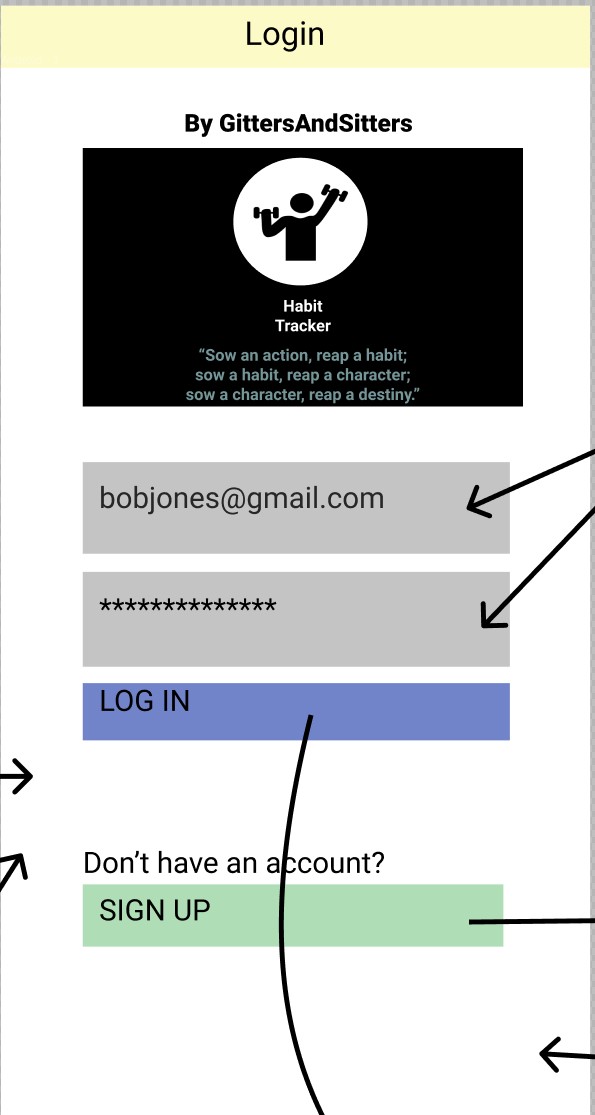 Login
By GittersAndSitters
Habit
Tracker
“Sow an action, reap a habit;
sow a habit, reap a character;
sow a character, reap a destiny.”
bobjones@gmail.com
**************
LOG IN
Don’t have an account?
SIGN UP